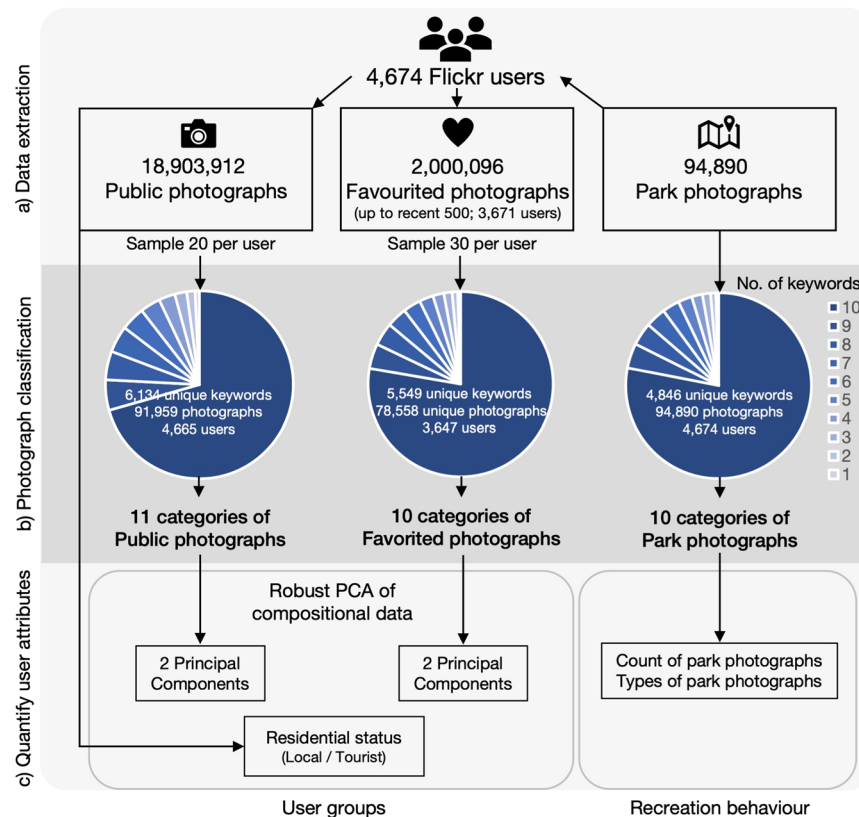 4,674 Flickr users
a) Data extraction
18,903,912
Public photographs
2,000,096
Favourited photographs
(up to recent 500; 3,671 users)
94,890
Park photographs
Sample 20 per user
Sample 30 per user
b) Photograph classification
No. of keywords
10
9
8
7
6
5
4
3
2
1
6,134 unique keywords
91,959 photographs
4,665 users
5,549 unique keywords
78,558 unique photographs
3,647 users
4,846 unique keywords
94,890 photographs
4,674 users
11 categories of
Public photographs
10 categories of
Favorited photographs
10 categories of
Park photographs
c) Quantify user attributes
Robust PCA of
compositional data
2 Principal
Components
2 Principal
Components
Count of park photographs
Types of park photographs
Residential status
(Local / Tourist)
User groups
Recreation behaviour